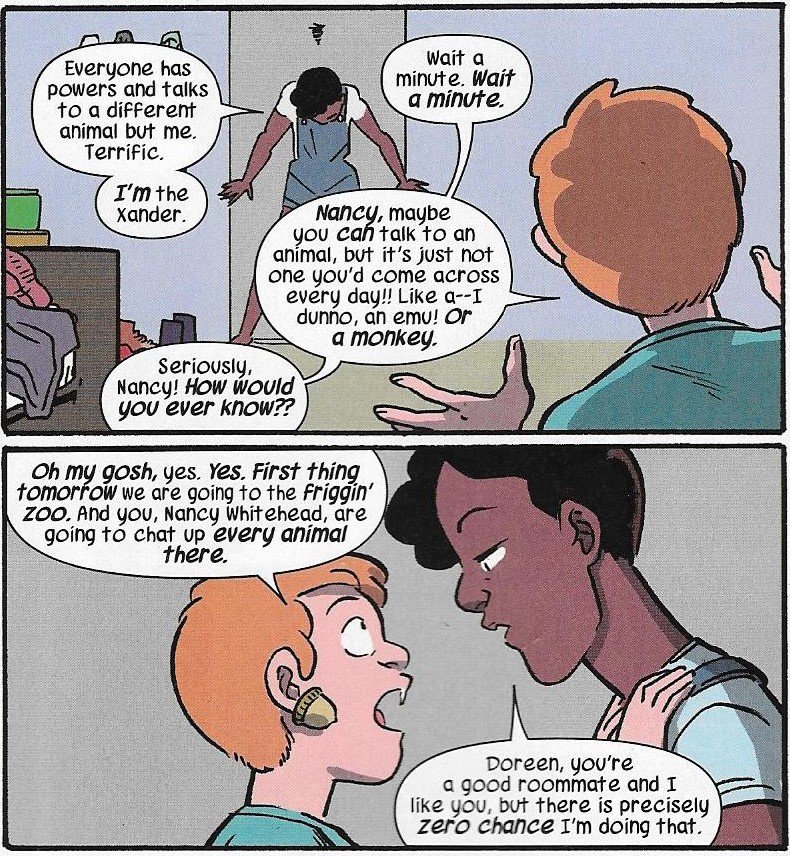 Everyone has
powers and talks
to a different
animal but me.
Terrific.
I'm the
Xander.
Wait a
minute. Wait
a minute.
Nancy, maybe
you can talk to an
animal, but it's just not
one you'd come across
every day!! Like a--I
dunno, an emu! Or
a monkey.
Seriously,
Nancy! How would
you ever know??
Oh my gosh, yes. Yes. First thing
tomorrow we are going to the friggin'
zoo. And you, Nancy Whitehead, are
going to chat up every animal
there.
Doreen, you're
a good roommate and I
like you, but there is precisely
zero chance I'm doing that.